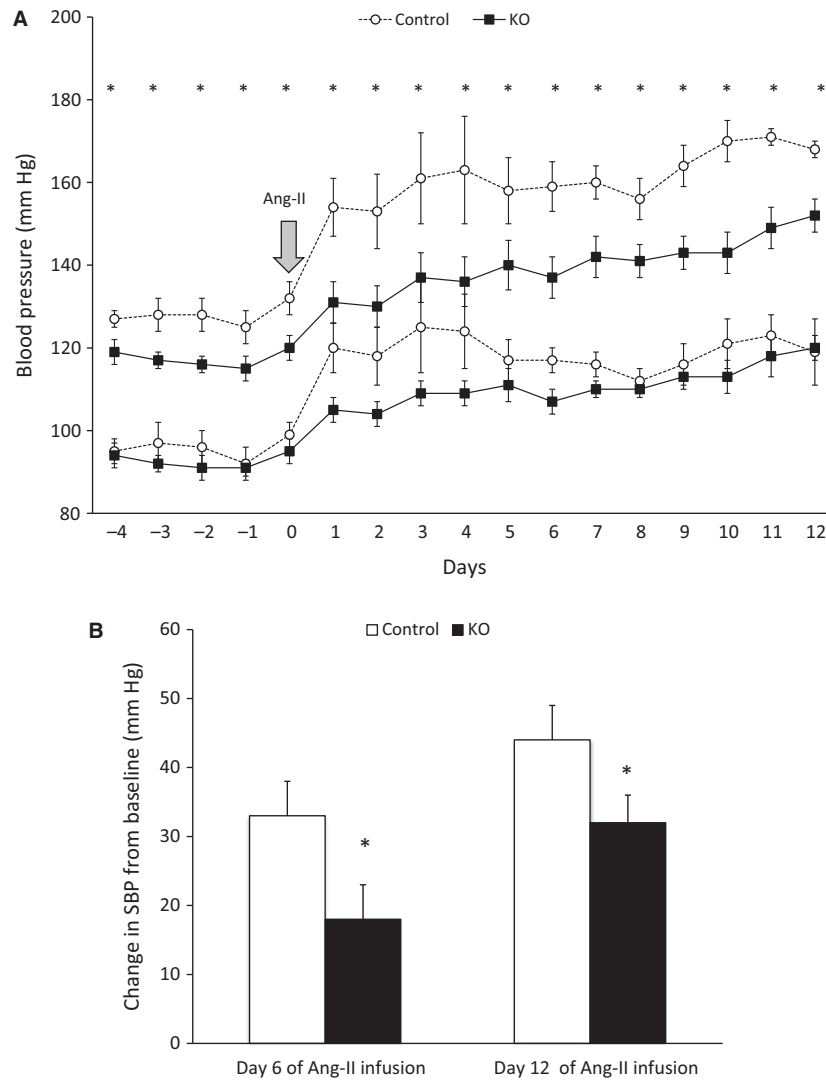 A
Control KO
200
180
160
140
120
100
80
* * * * * * * * * * * * * * * * *
Ang-II
Blood pressure (mm Hg)
–4 –3 –2 –1 0 1 2 3 4 5 6 7 8 9 10 11 12
Days
B
Control KO
60
50
40
30
20
10
0
* *
Change in SBP from baseline (mm Hg)
Day 6 of Ang-II infusion Day 12 of Ang-II infusion